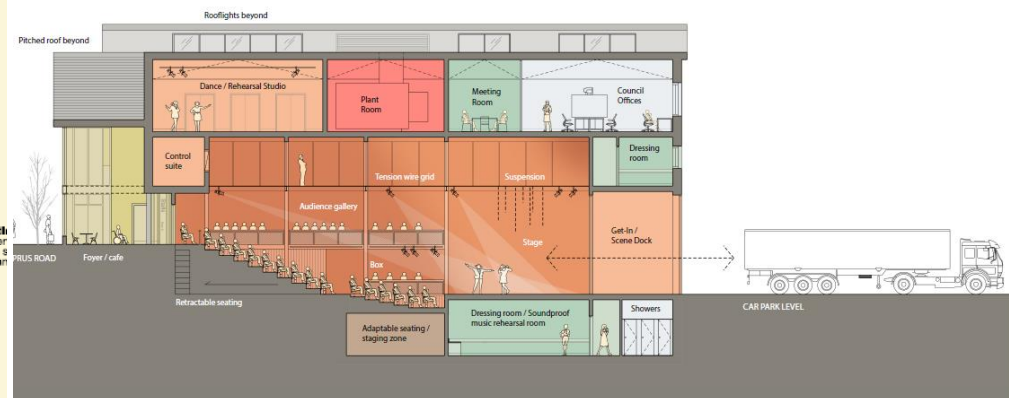 Rooflights beyond
Pitched roof beyond
Dance / Rehearsal Studio
Plant
Room
Meeting
Room
Council
Offices
Control
suite
Tension wire grid
Suspension
Dressing
room
Audience gallery
Get-In /
Scene Dock
Stage
PRUS ROAD
Foyer / cafe
Box
Retractable seating
CAR PARK LEVEL
Adaptable seating /
staging zone
Dressing room / Soundproof
music rehearsal room
Showers